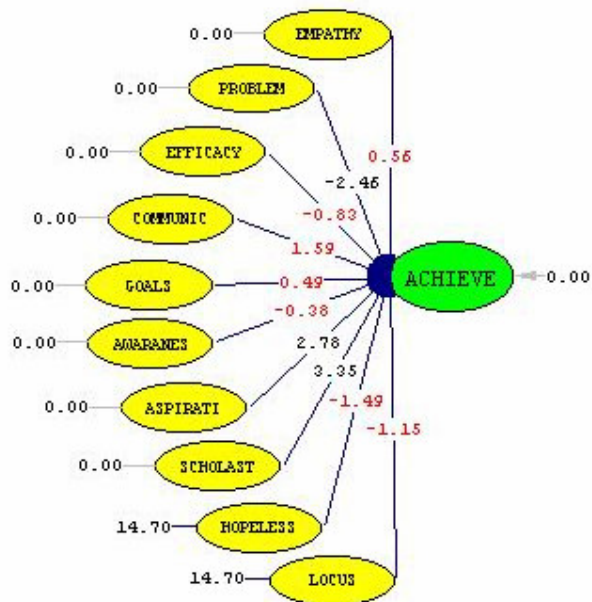 0.00 EMPATHY
0.00 PROBLEM
0.56
0.00 EFFICACY
-2.46
-0.83
0.00 COMMUNIC
1.59
0.00 GOALS 0.49 ACHIEVE 0.00
-0.38
0.00 AWARANES
2.78
3.35
0.00 ASPIRATI
-1.49
-1.15
0.00 SCHOLAST
14.70 HOPELESS
14.70 LOCUS